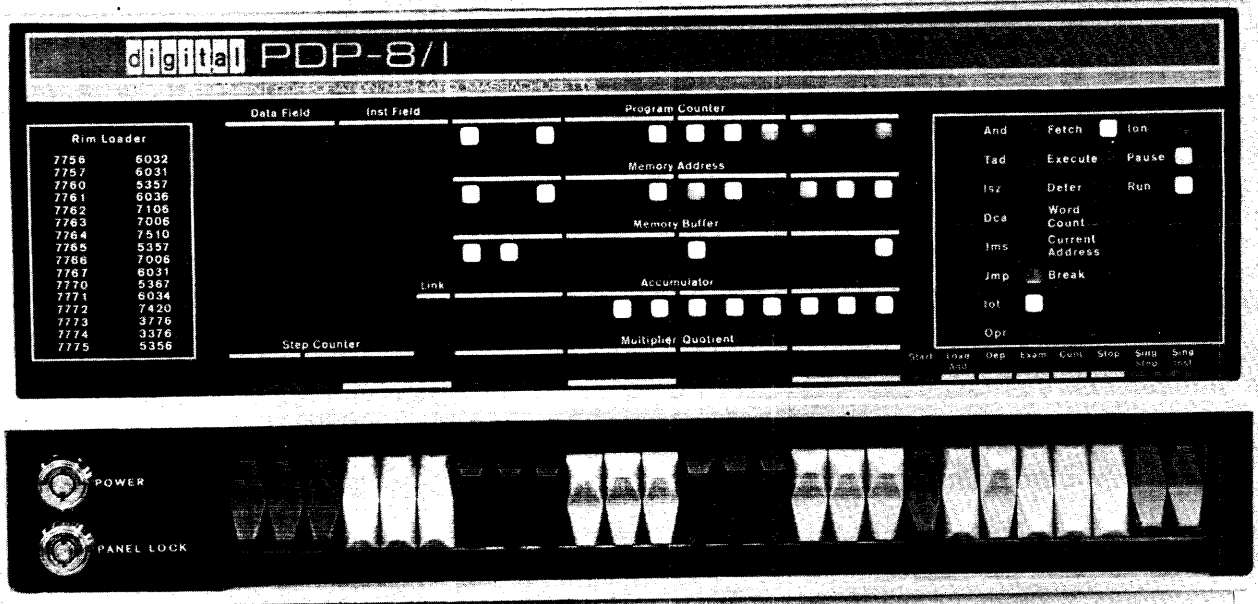 digital PDP-8/I
EQUIPMENT CORPORATION MAYNARD, MASSACHUSETTS
Data Field Inst Field Program Counter
Rim Loader
7756 6032
7757 6031
7760 5357
7761 6036
7762 7106
7763 7006
7764 7510
7765 5357
7766 7006
7767 6031
7770 5367
7771 6034
7772 7420
7773 3776
7774 3376
7775 5356
Memory Address
Memory Buffer
Link Accumulator
Step Counter Multiplier Quotient
And Fetch Ion
Tad Execute Pause
Isz Defer Run
Dca Word
Count
Jms Current
Address
Jmp Break
Iot
Opr
Start Load
Add Dep Exam Cont Stop Sing
Step Sing
Inst
POWER
PANEL LOCK